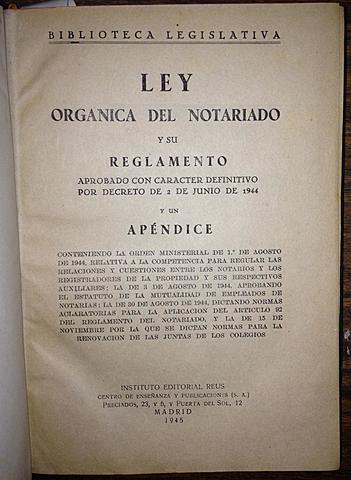 BIBLIOTECA LEGISLATIVA
LEY
ORGANICA DEL NOTARIADO
Y SU
REGLAMENTO
APROBADO CON CARACTER DEFINITIVO
POR DECRETO DE 2 DE JUNIO DE 1944
Y UN
APÉNDICE
CONTENIENDO LA ORDEN MINISTERIAL DE 1.º DE AGOSTO
DE 1944, RELATIVA A LA COMPETENCIA PARA REGULAR LAS
RELACIONES Y CUESTIONES ENTRE LOS NOTARIOS Y LOS
REGISTRADORES DE LA PROPIEDAD Y SUS RESPECTIVOS
AUXILIARES; LA DE 3 DE AGOSTO DE 1944, APROBANDO
EL ESTATUTO DE LA MUTUALIDAD DE EMPLEADOS DE
NOTARIAS; LA DE 30 DE AGOSTO DE 1944, DICTANDO NORMAS
ACLARATORIAS PARA LA APLICACION DEL ARTICULO 92
DEL REGLAMENTO DEL NOTARIADO, Y LA DE 15 DE
NOVIEMBRE POR LA QUE SE DICTAN NORMAS PARA LA
RENOVACION DE LAS JUNTAS DE LOS COLEGIOS
INSTITUTO EDITORIAL REUS
CENTRO DE ENSEÑANZA Y PUBLICACIONES (S. A.)
PRECIADOS, 23, y 6, y PUERTA DEL SOL, 12
MADRID
1945